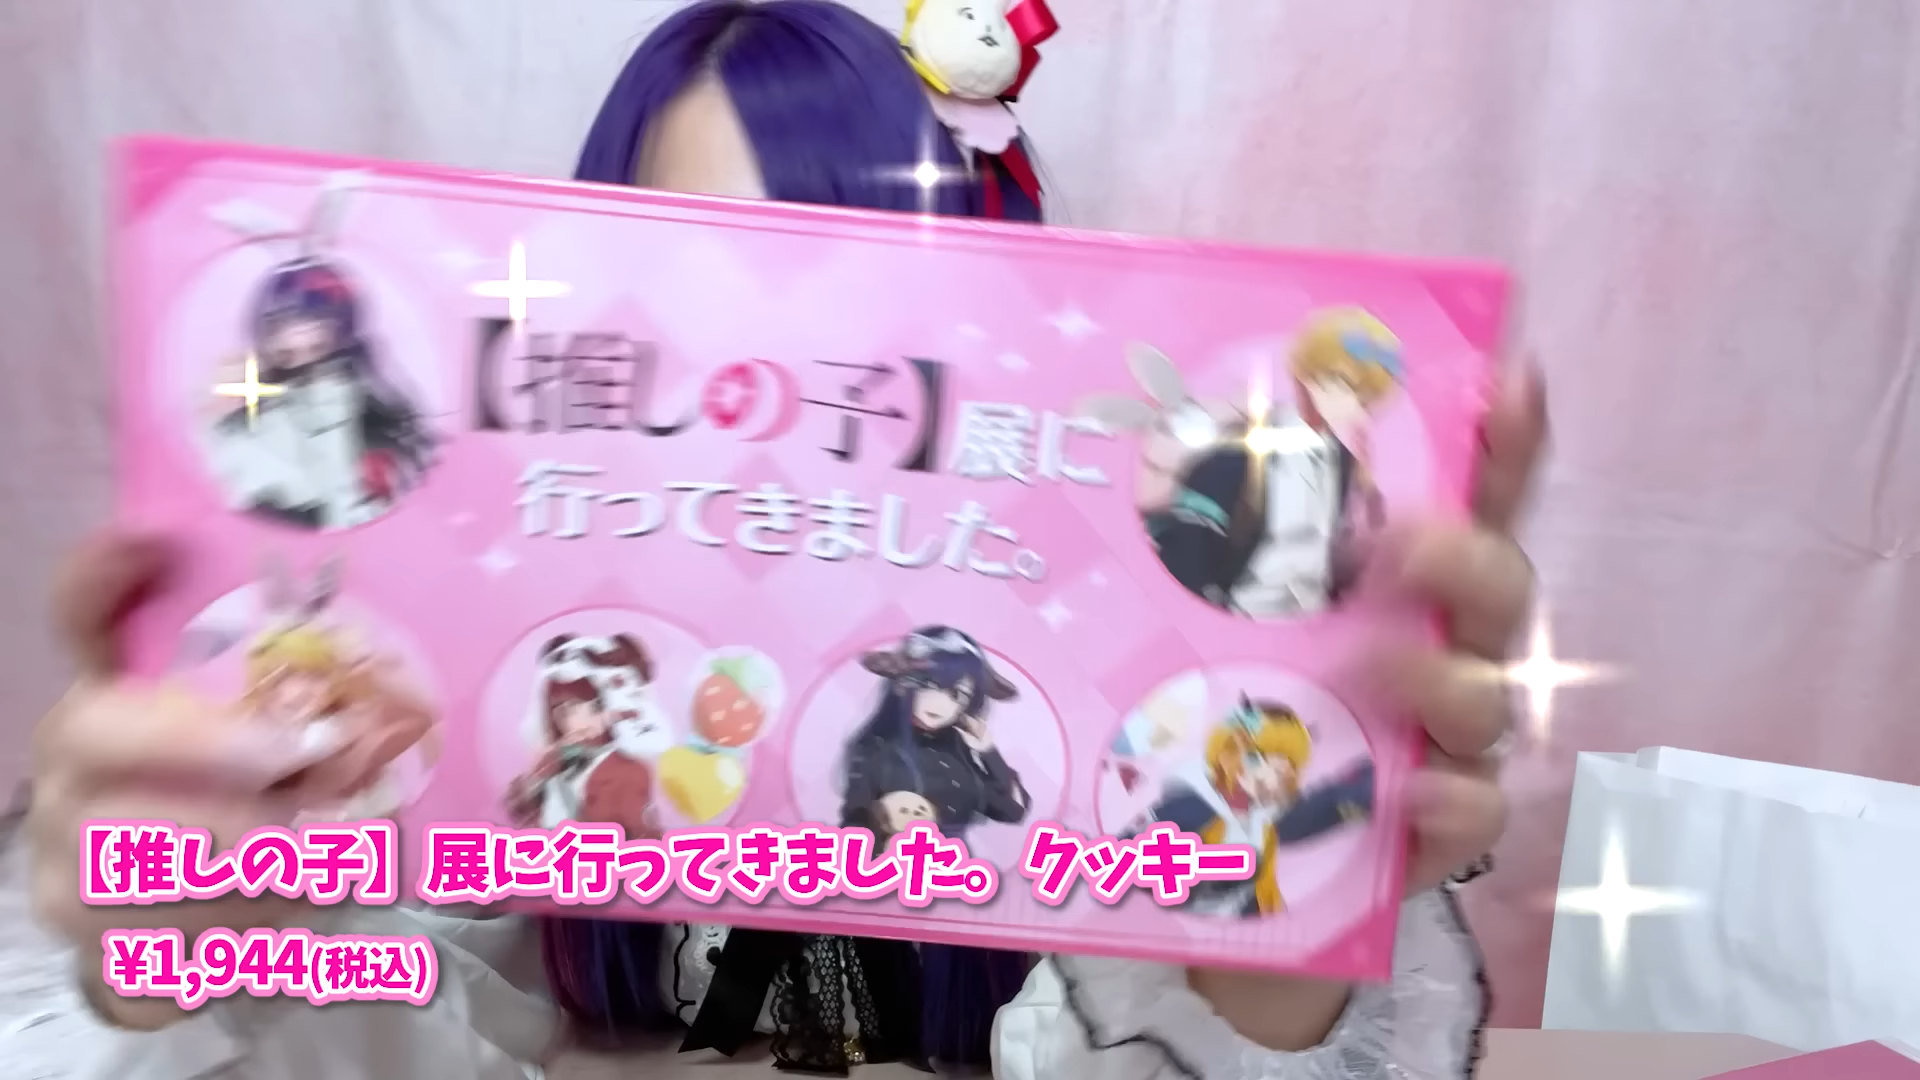 【推しの子】展に
行ってきました。
【推しの子】展に行ってきました。クッキー
¥1,944(税込)